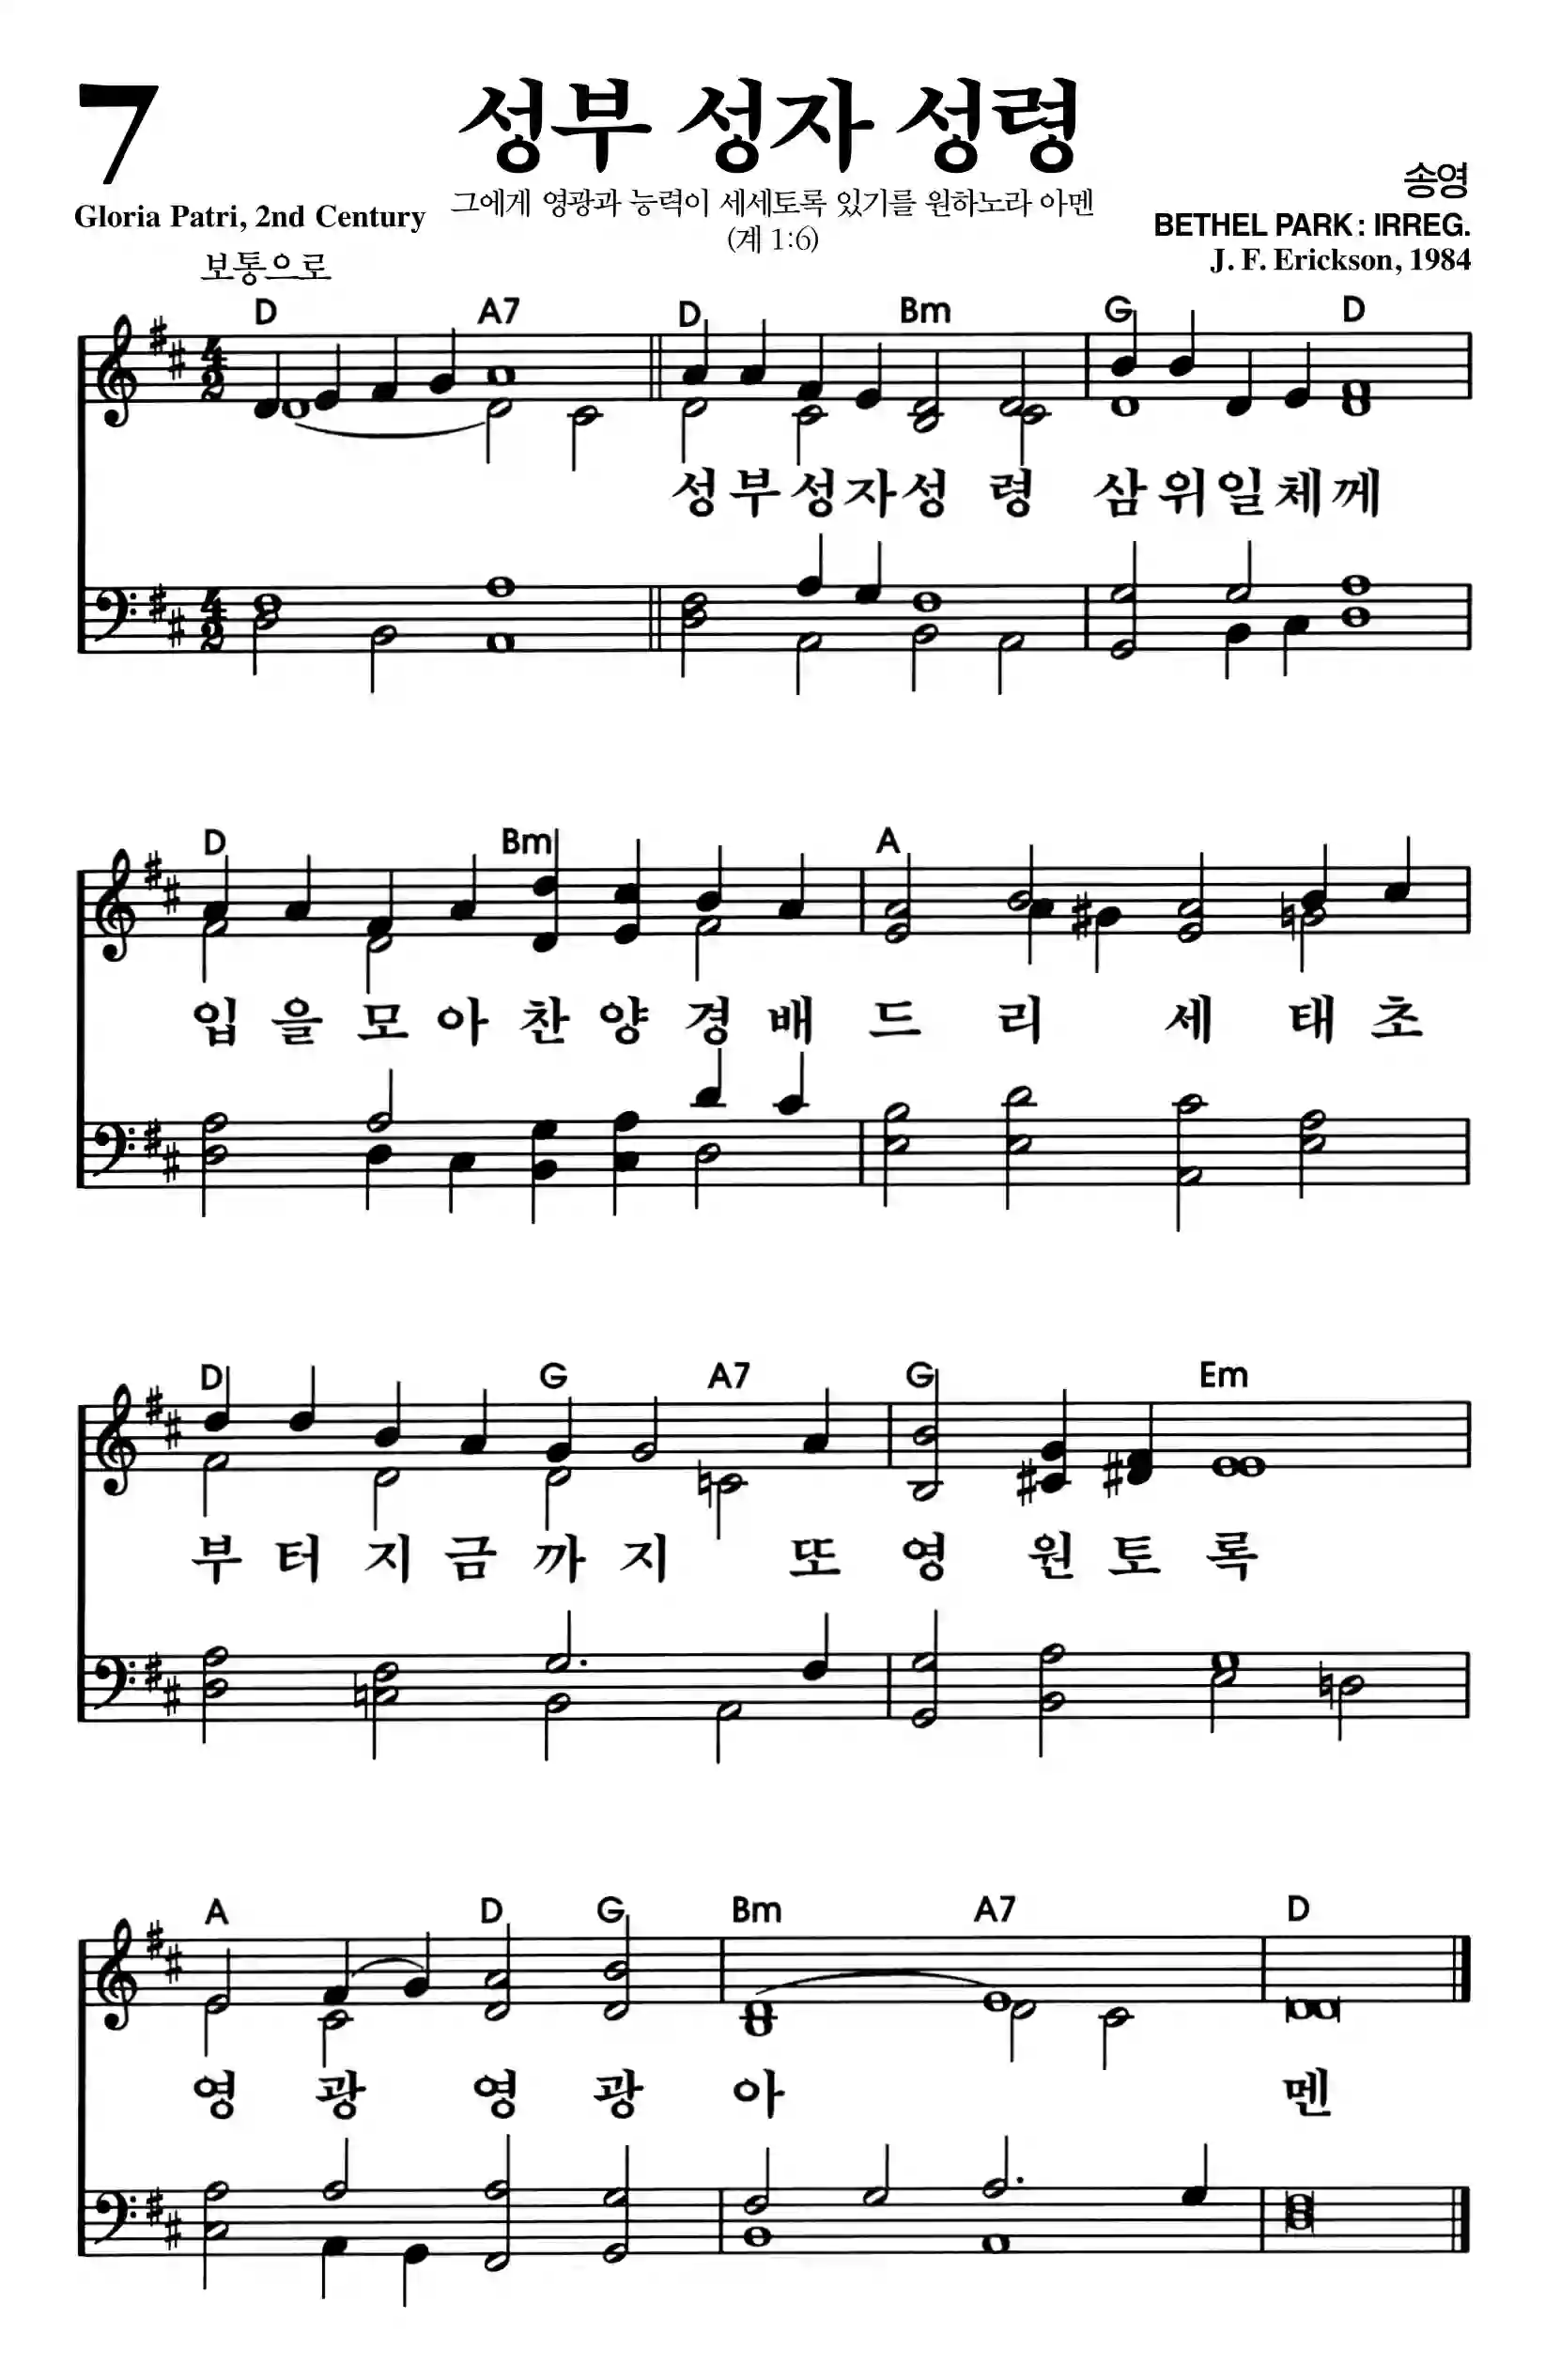 7
성부 성자 성령
송영
Gloria Patri, 2nd Century
그에게 영광과 능력이 세세토록 있기를 원하노라 아멘
(계 1:6)
BETHEL PARK : IRREG.
J. F. Erickson, 1984
보통으로
D A7 D Bm G D
4 2
성부성자성 령 삼위일체께
4 2
D Bm A
입 을 모 아 찬 양 경 배 드 리 세 태 초
D G A7 G Em
부 터 지 금 까 지 또 영 원 토 록
A D G Bm A7 D
영 광 영 광 아 멘